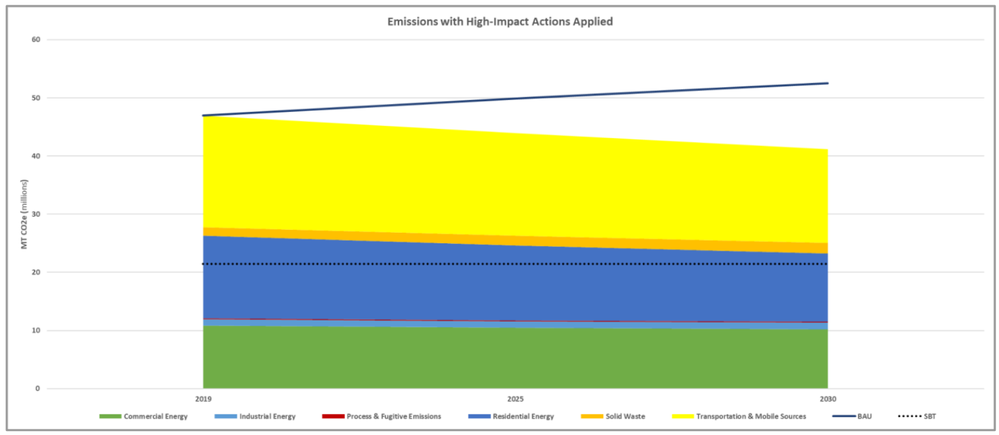 Emissions with High-Impact Actions Applied
60
50
40
30
20
10
0
MT CO2e (millions)
2019 2025 2030
Commercial Energy Industrial Energy Process & Fugitive Emissions Residential Energy Solid Waste Transportation & Mobile Sources BAU SBT